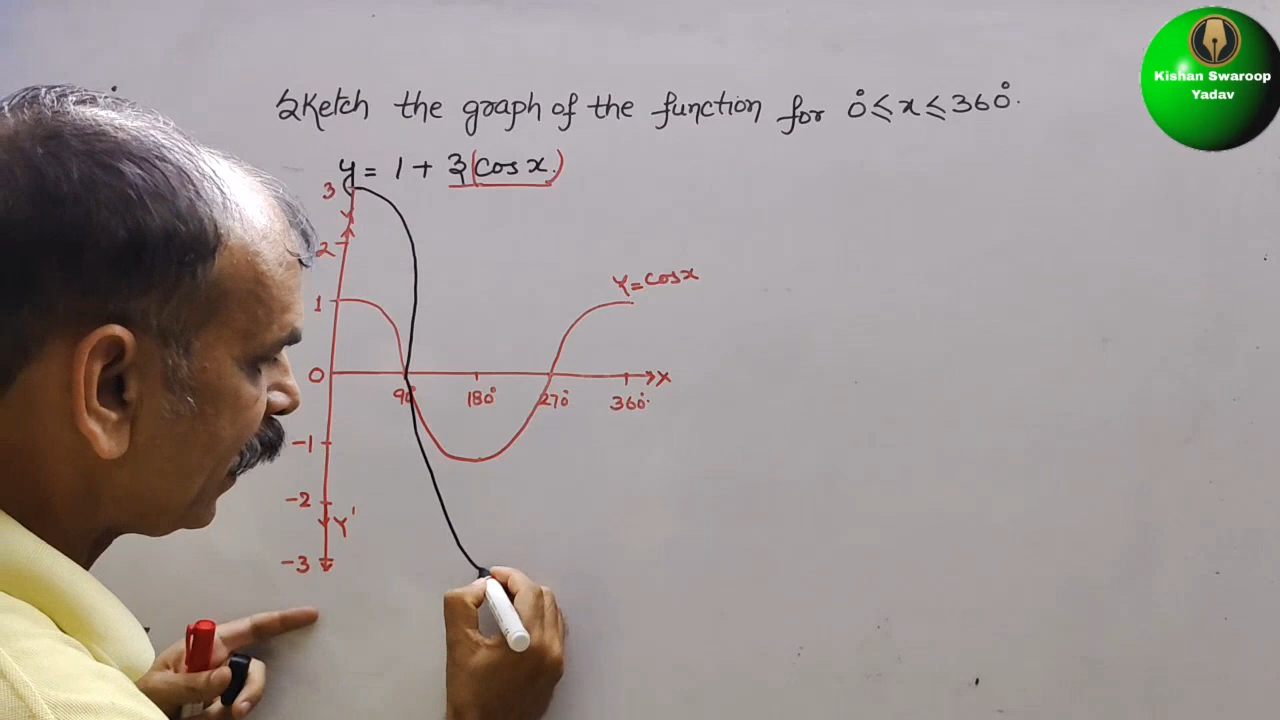 Kishan Swaroop
Yadav
Sketch the graph of the function for 0° ≤ x ≤ 360°.
y = 1 + 3(cos x.)
3
Y
2
Y=cosx
1
0
X
90°
180°
270°
360°.
-1
-2
Y'
-3